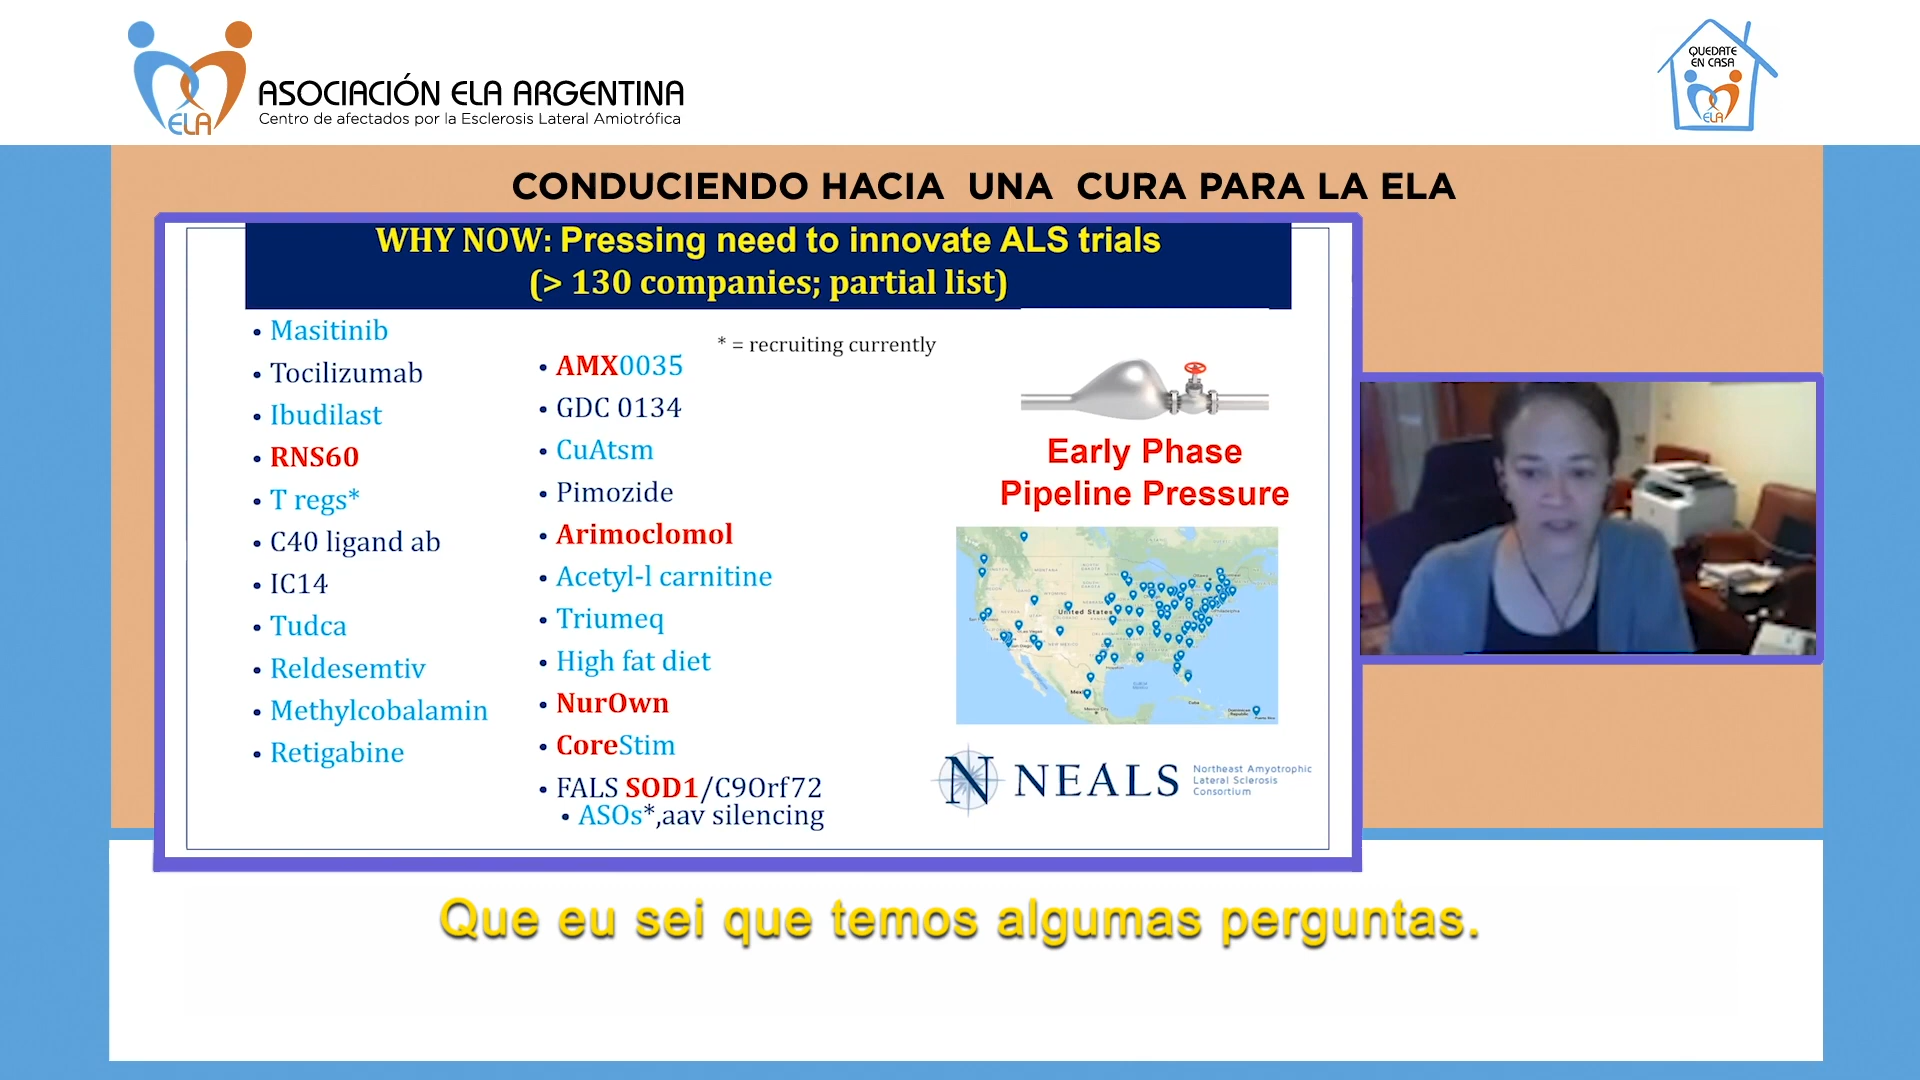 ASOCIACIÓN ELA ARGENTINA
Centro de afectados por la Esclerosis Lateral Amiotrófica
ELA
QUEDATE
EN CASA
ELA
CONDUCIENDO HACIA UNA CURA PARA LA ELA
WHY NOW: Pressing need to innovate ALS trials
(> 130 companies; partial list)
• Masitinib
• Tocilizumab
• Ibudilast
• RNS60
• T regs*
• C40 ligand ab
• IC14
• Tudca
• Reldesemtiv
• Methylcobalamin
• Retigabine
* = recruiting currently
• AMX0035
• GDC 0134
• CuAtsm
• Pimozide
• Arimoclomol
• Acetyl-l carnitine
• Triumeq
• High fat diet
• NurOwn
• CoreStim
• FALS SOD1/C9Orf72
• ASOs*,aav silencing
Early Phase
Pipeline Pressure
United States
N NEALS
Northeast Amyotrophic
Lateral Sclerosis
Consortium
Que eu sei que temos algumas perguntas.